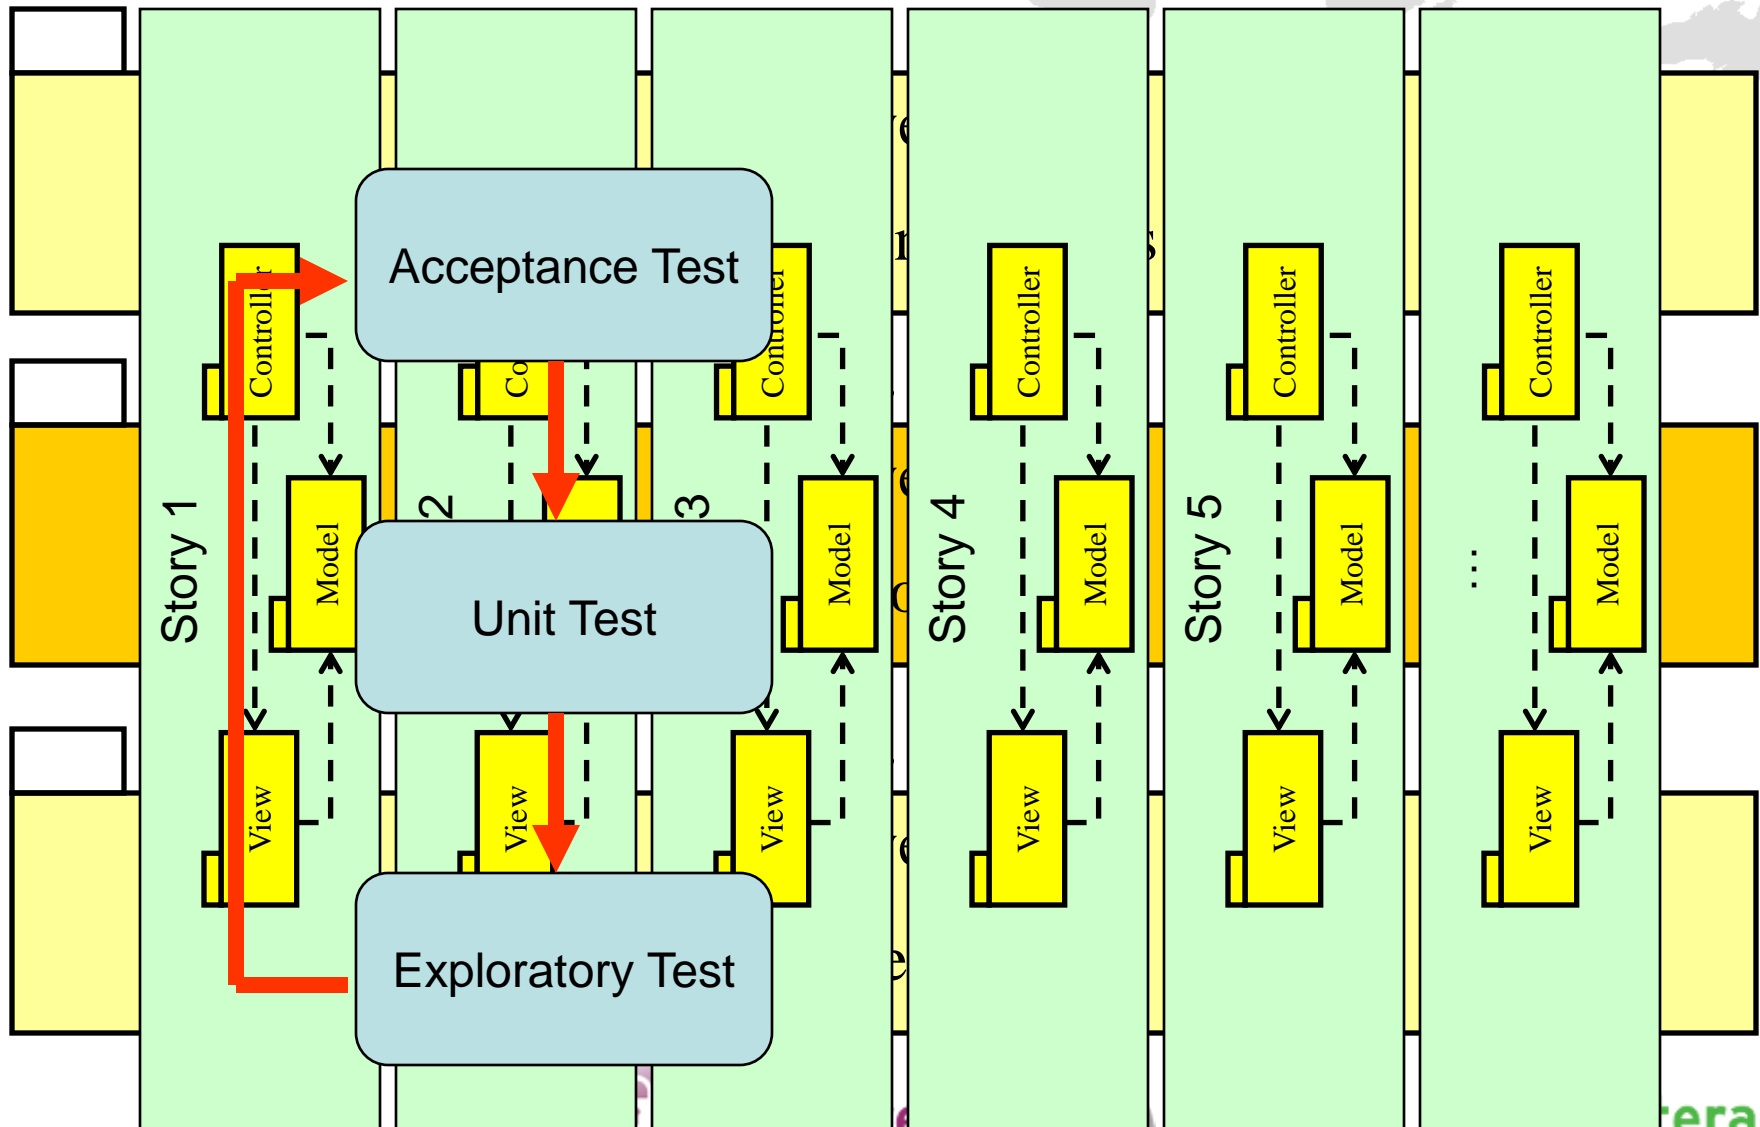 Acceptance Test
Unit Test
Exploratory Test
Story 1
Controller
Model
View
2
View
3
Controller
Model
View
Story 4
Controller
Model
View
Story 5
Controller
Model
View
...
Controller
Model
View